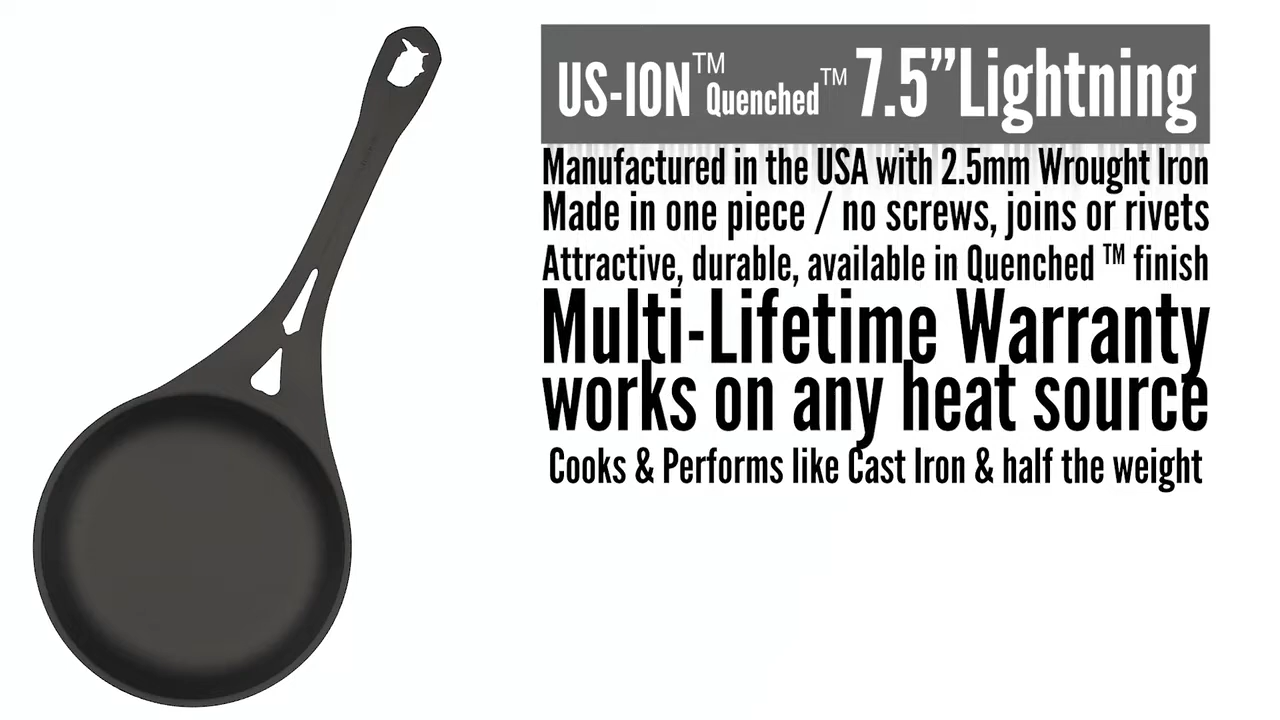 US-ION™ Quenched™ 7.5”Lightning
Manufactured in the USA with 2.5mm Wrought Iron
Made in one piece / no screws, joins or rivets
Attractive, durable, available in Quenched ™ finish
Multi-Lifetime Warranty
works on any heat source
Cooks & Performs like Cast Iron & half the weight